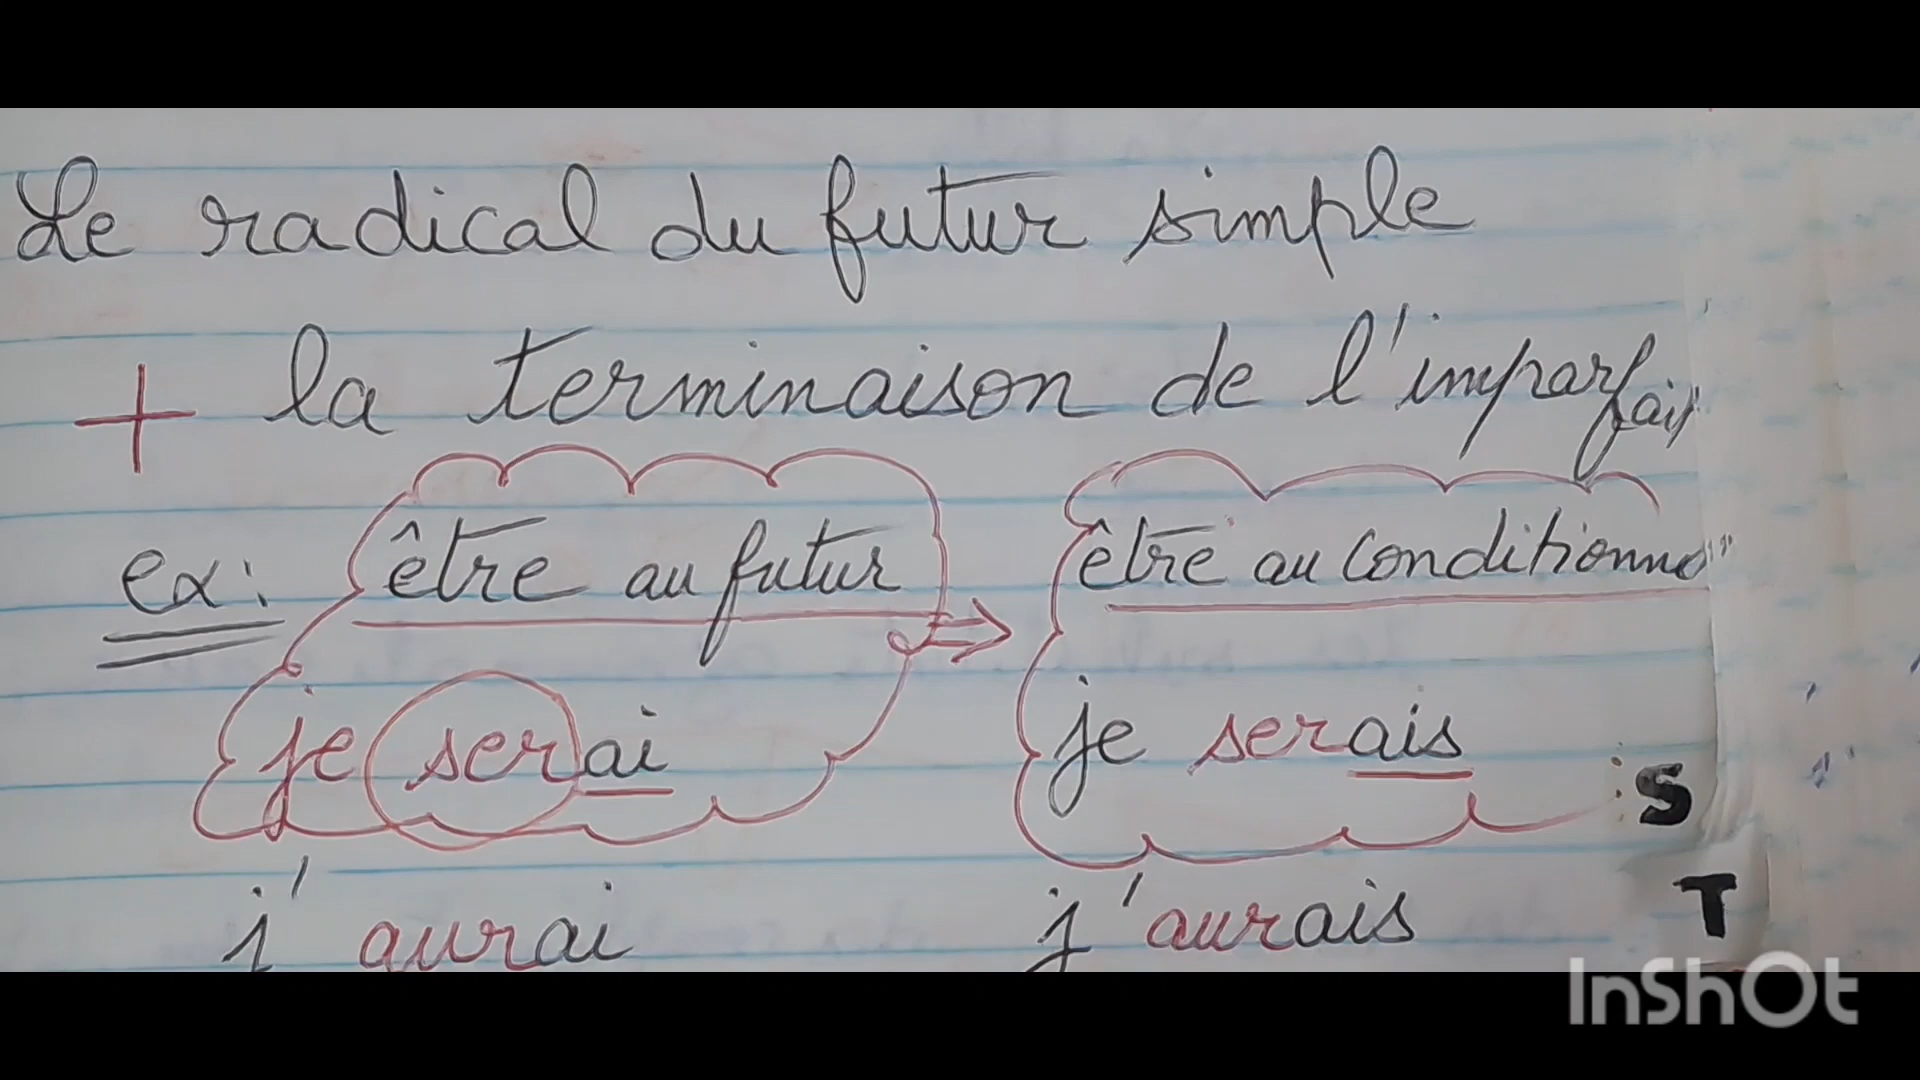 Le radical du futur simple
+ la terminaison de l'imparfait
ex: être au futur ⇒ être au conditionne"
je serai je serais
S
j'aurai j'aurais
T
InShOt